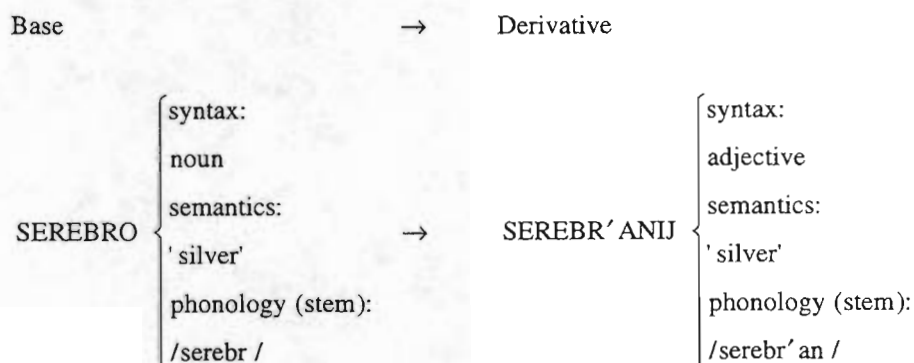 Base → Derivative
syntax: syntax:
noun adjective
semantics: semantics:
SEREBRO → SEREBR′ANIJ
'silver' 'silver'
phonology (stem): phonology (stem):
/serebr / /serebr′an /